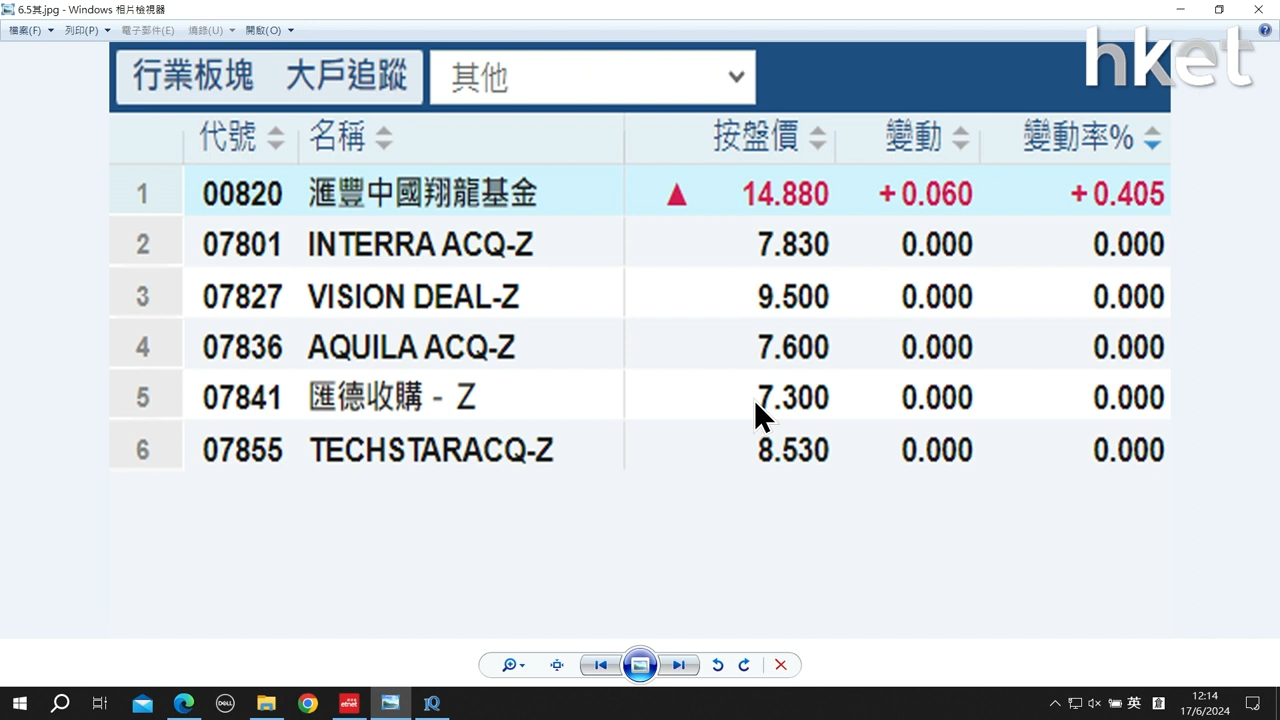 6.5其.jpg - Windows 相片檢視器
檔案(F) 列印(P) 電子郵件(E) 燒錄(U) 開啟(O)
hket
行業板塊 大戶追蹤 其他
代號 名稱 按盤價 變動 變動率%
1 00820 滙豐中國翔龍基金 ▲ 14.880 +0.060 +0.405
2 07801 INTERRA ACQ-Z 7.830 0.000 0.000
3 07827 VISION DEAL-Z 9.500 0.000 0.000
4 07836 AQUILA ACQ-Z 7.600 0.000 0.000
5 07841 匯德收購 - Z 7.300 0.000 0.000
6 07855 TECHSTARACQ-Z 8.530 0.000 0.000
DELL etnet IQ 英 倉 12:14
17/6/2024